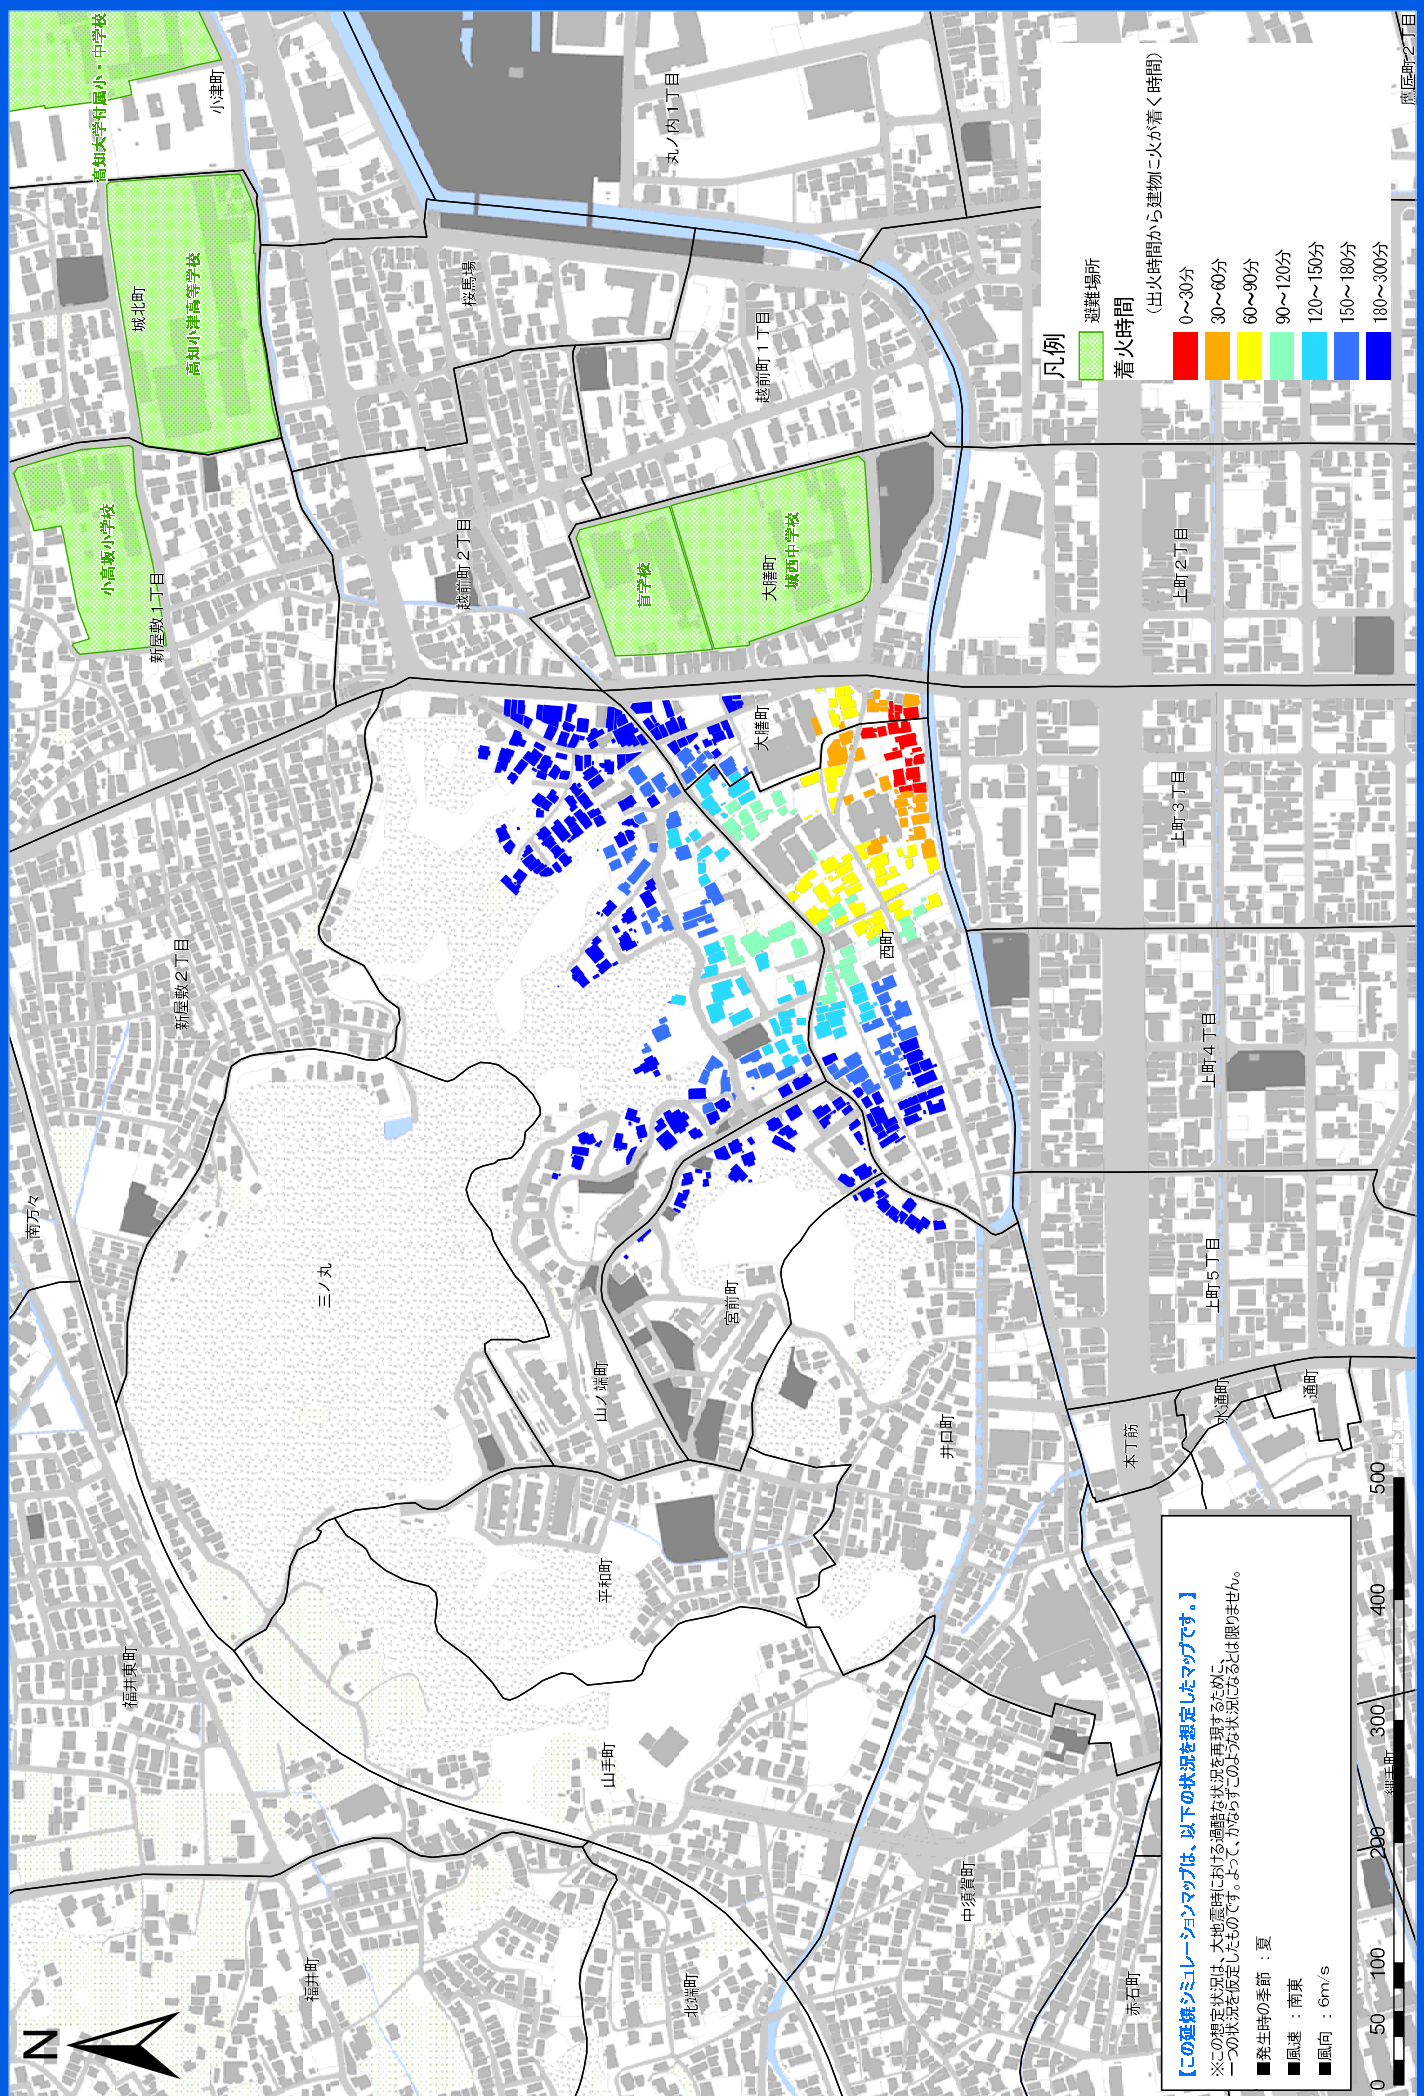 高知大学付属小・中学校
小津町
高知小津高等学校
城北町
小高坂小学校
新屋敷1丁目
新屋敷2丁目
南万々
福井東町
福井町
N
三ノ丸
桜馬場
越前町2丁目
丸ノ内1丁目
越前町1丁目
盲学校
大膳町
城西中学校
大膳町
西町
宮前町
山ノ端町
平和町
山手町
北端町
井口町
中須賀町
赤石町
上町2丁目
上町3丁目
上町4丁目
上町5丁目
本丁筋
水通町
通町
鷹匠町2丁目
凡例
避難場所
着火時間
(出火時間から建物に火が着く時間)
0～30分
30～60分
60～90分
90～120分
120～150分
150～180分
180～300分
【この延焼シミュレーションマップは、以下の状況を想定したマップです。】
※この想定状況は、大地震時における過酷な状況を再現するために、
一つの状況を仮定したものです。よって、かならずこのような状況になるとは限りません。
■発生時の季節 : 夏
■風速 : 南東
■風向 : 6m/s
0 50 100 200 300 400 500